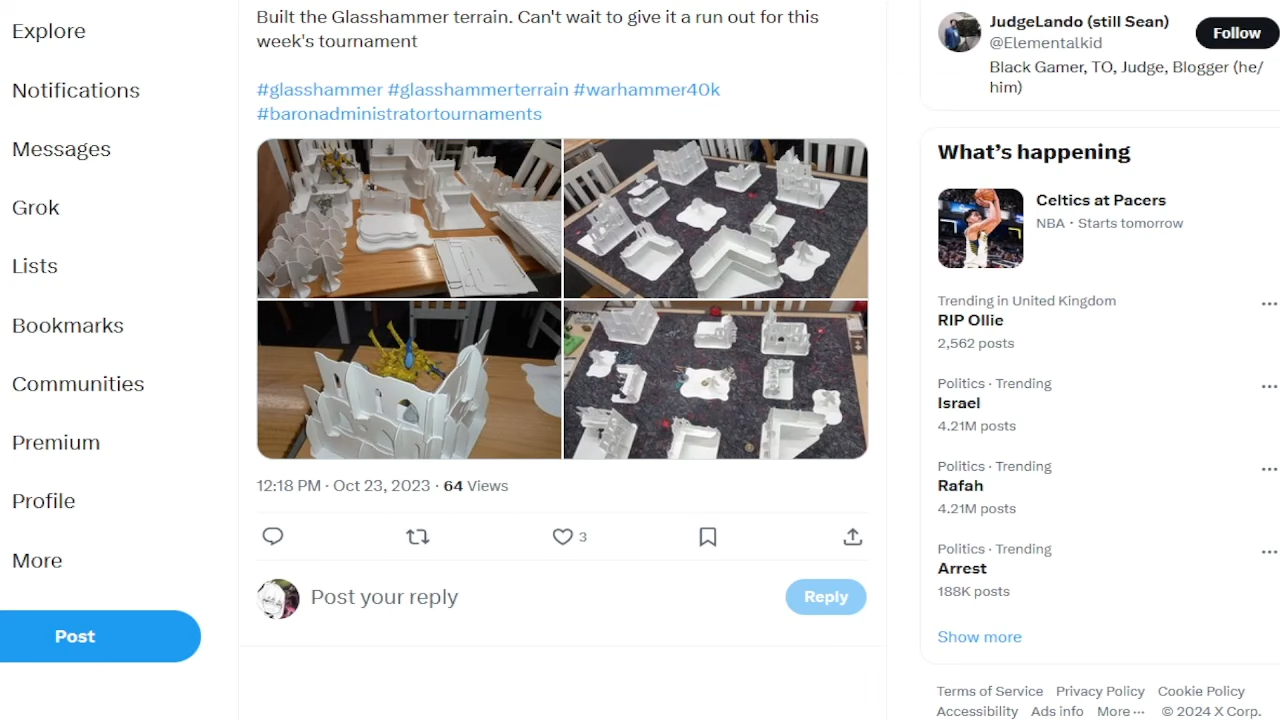 Explore
Notifications
Messages
Grok
Lists
Bookmarks
Communities
Premium
Profile
More
Post
Built the Glasshammer terrain. Can't wait to give it a run out for this
week's tournament
#glasshammer #glasshammerterrain #warhammer40k
#baronadministratortournaments
12:18 PM · Oct 23, 2023 · 64 Views
3
Post your reply
Reply
JudgeLando (still Sean)
@Elementalkid
Follow
Black Gamer, TO, Judge, Blogger (he/
him)
What's happening
Celtics at Pacers
NBA · Starts tomorrow
Trending in United Kingdom
RIP Ollie
2,562 posts
Politics · Trending
Israel
4.21M posts
Politics · Trending
Rafah
4.21M posts
Politics · Trending
Arrest
188K posts
Show more
Terms of Service Privacy Policy Cookie Policy
Accessibility Ads info More ··· © 2024 X Corp.